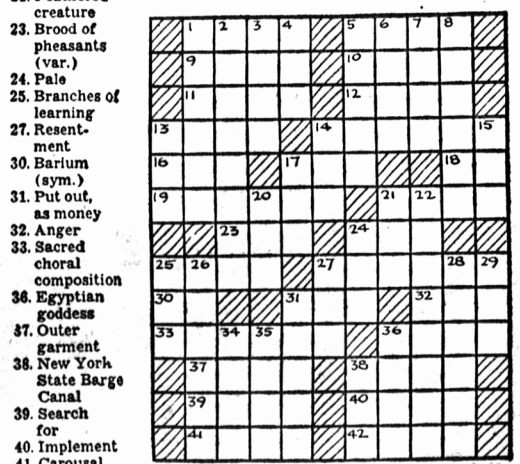 creature
23. Brood of
pheasants
(var.)
24. Pale
25. Branches of
learning
27. Resent-
ment
30. Barium
(sym.)
31. Put out,
as money
32. Anger
33. Sacred
choral
composition
36. Egyptian
goddess
37. Outer
garment
38. New York
State Barge
Canal
39. Search
for
40. Implement
41. Carousal
1 2 3 4 5 6 7 8
9 10
11 12
13 14 15
16 17 18
19 20 21 22
23 24
25 26 27 28 29
30 31 32
33 34 35 36
37 38
39 40
41 42